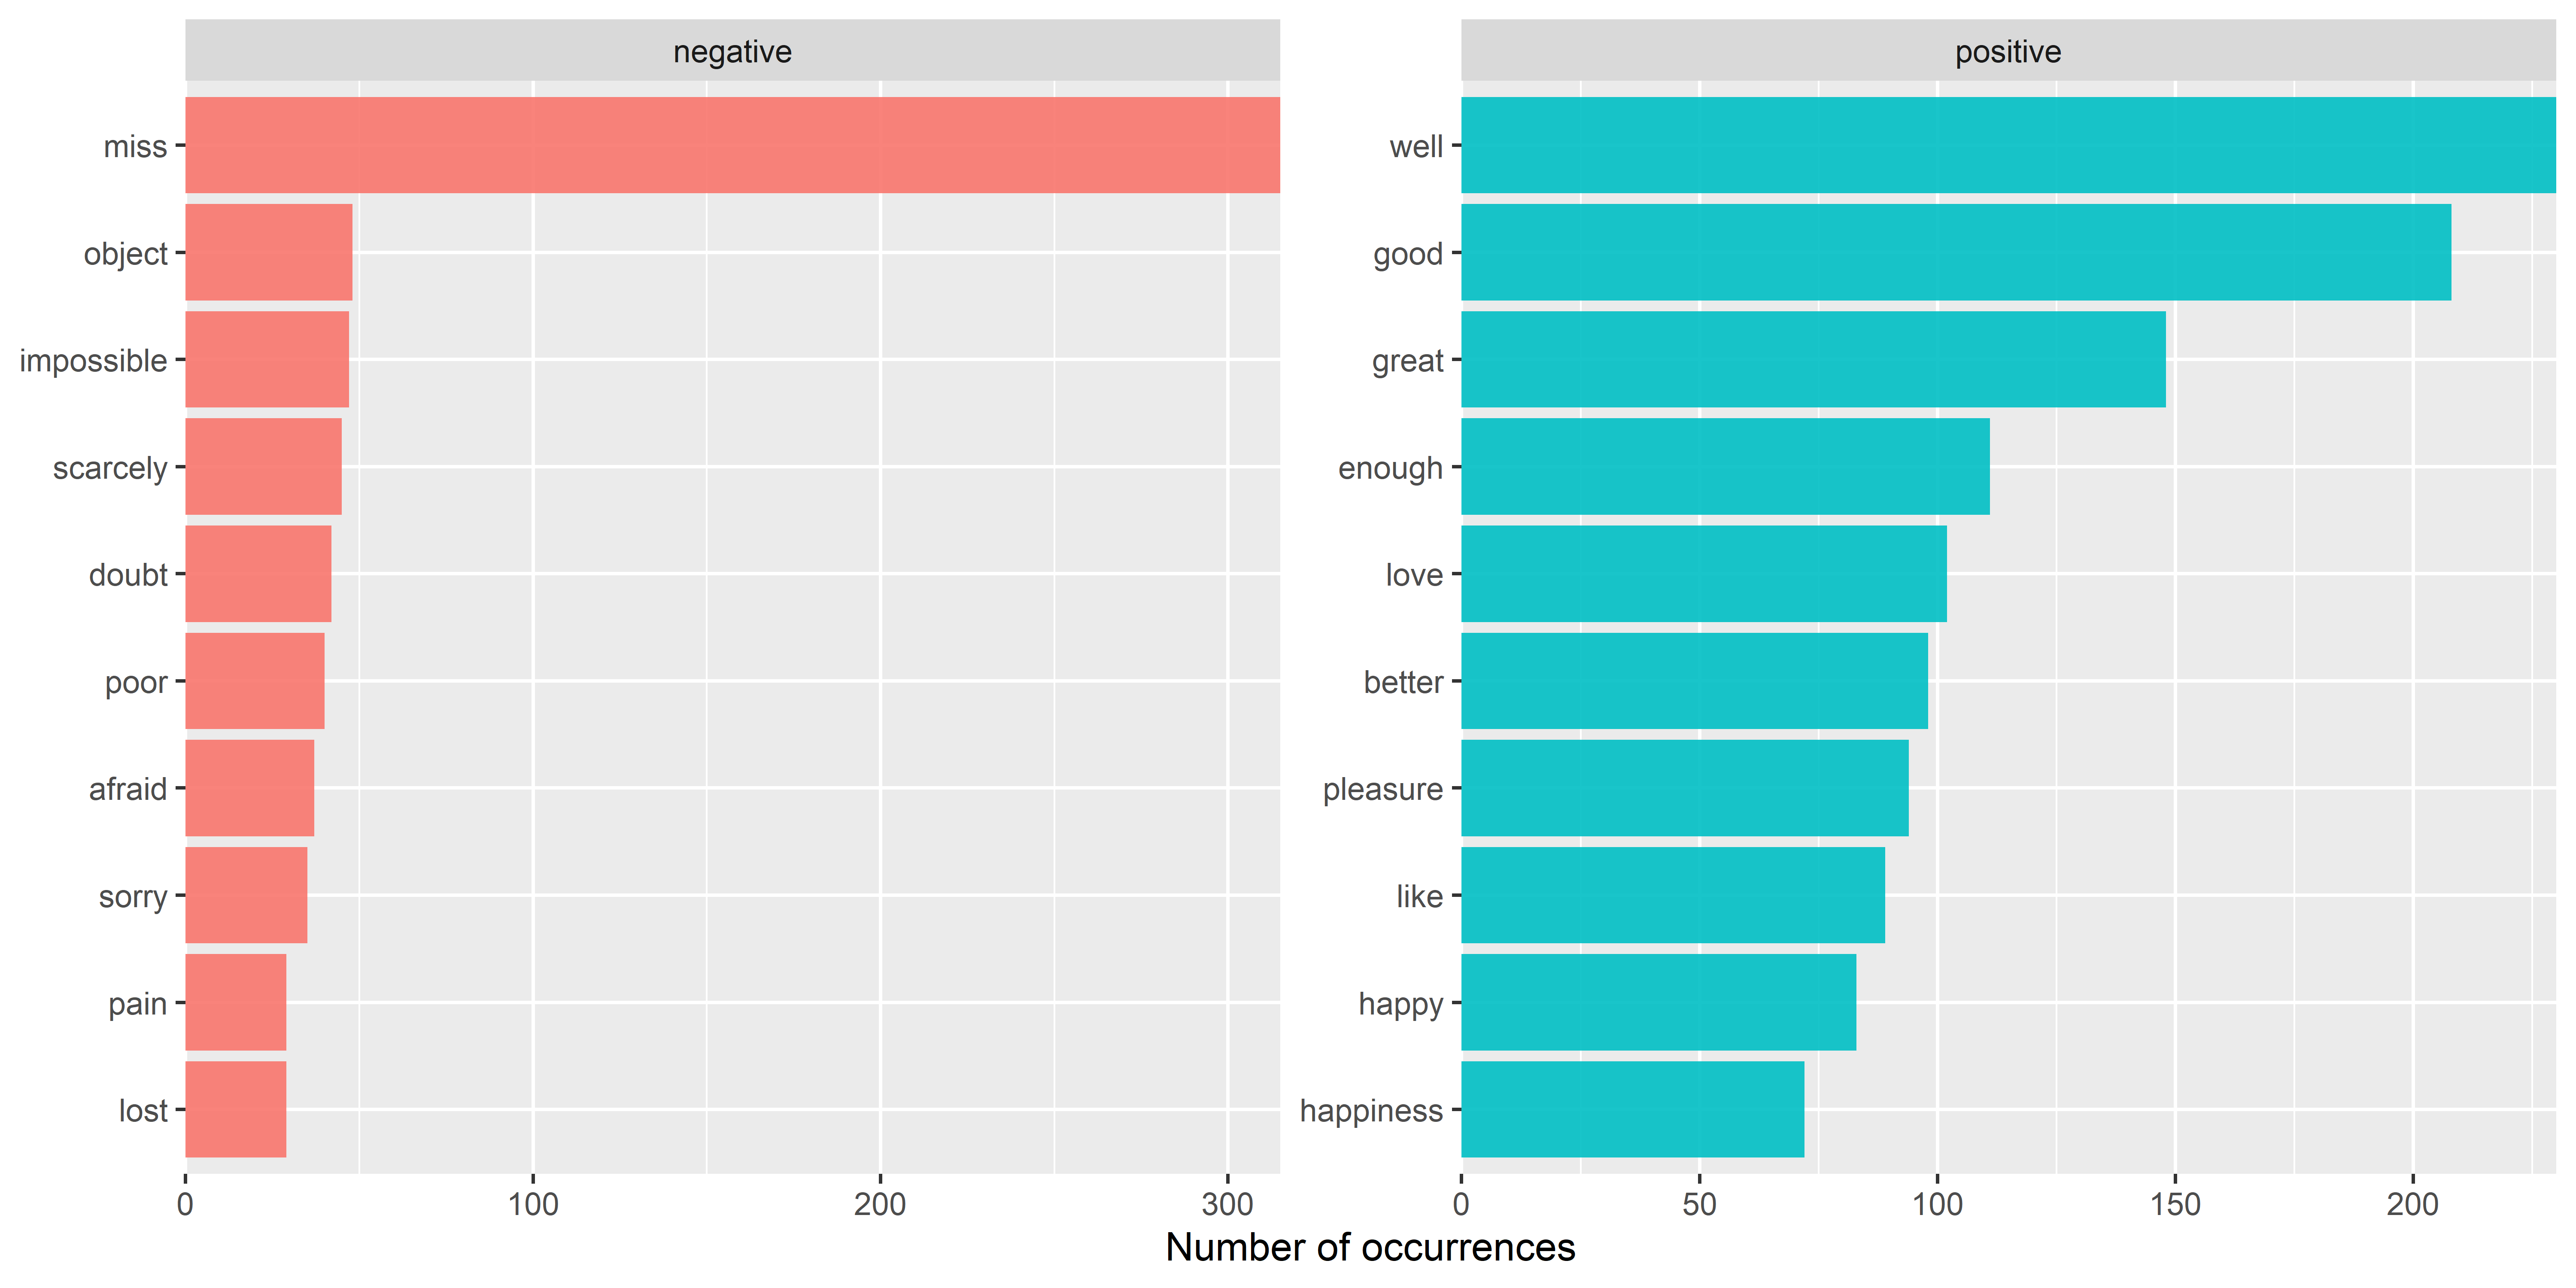 negative
miss
object
impossible
scarcely
doubt
poor
afraid
sorry
pain
lost
0 100 200 300
positive
well
good
great
enough
love
better
pleasure
like
happy
happiness
0 50 100 150 200
Number of occurrences